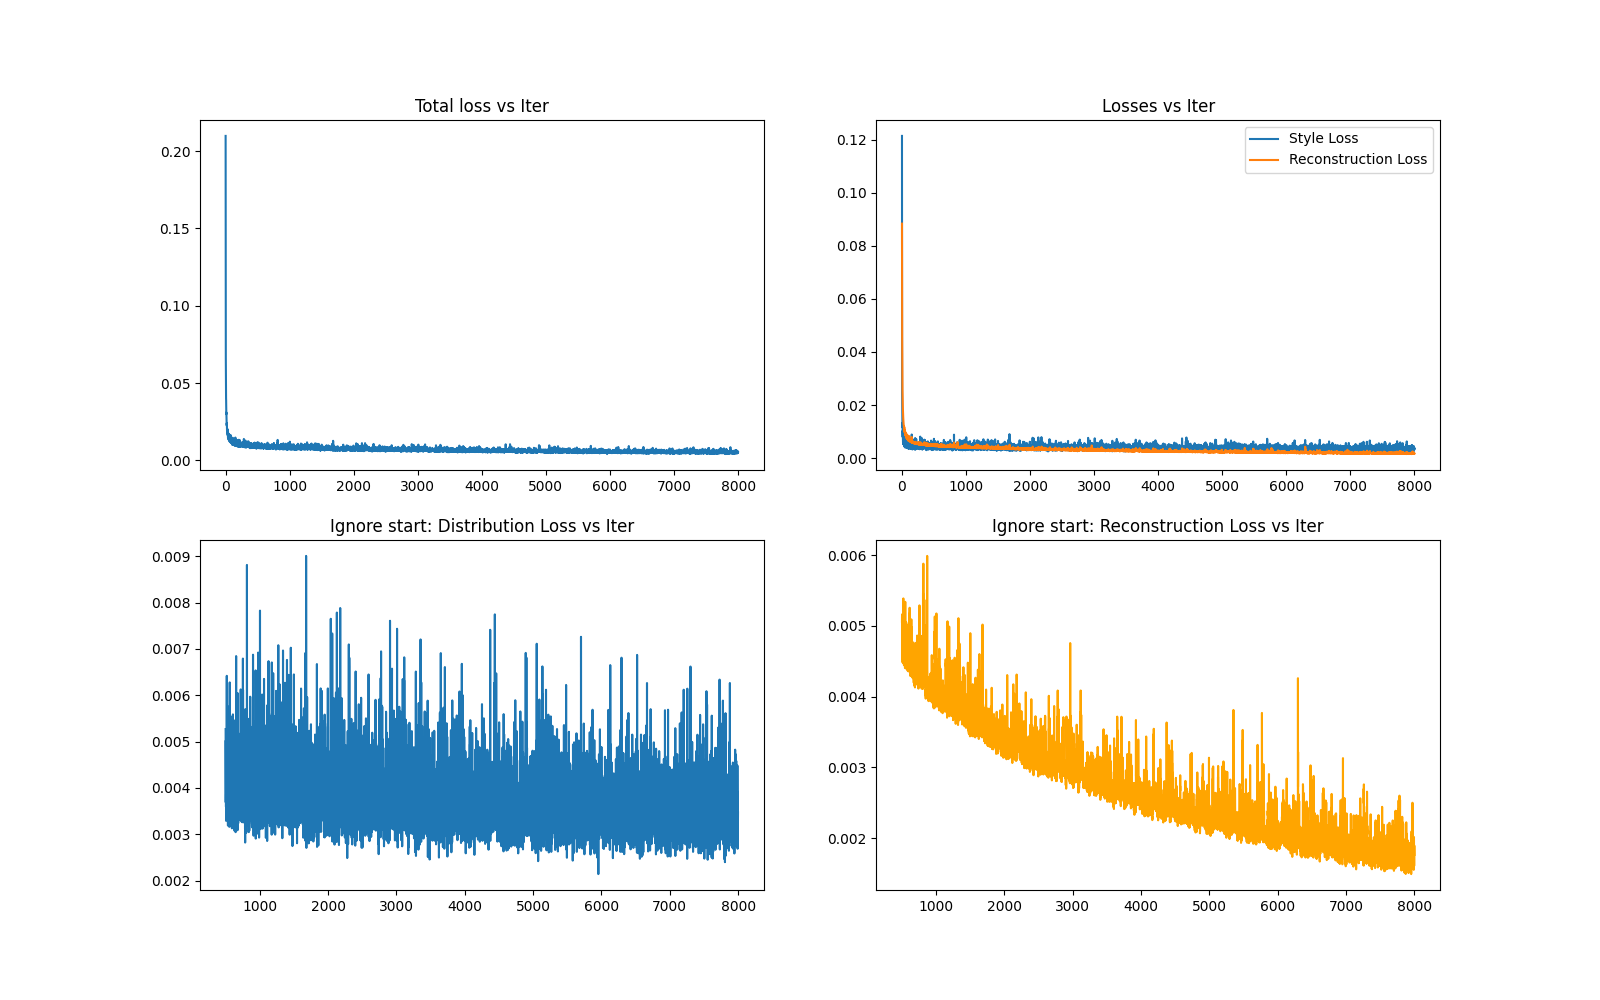 Total loss vs Iter
0.20
0.15
0.10
0.05
0.00
0 1000 2000 3000 4000 5000 6000 7000 8000
Losses vs Iter
Style Loss
Reconstruction Loss
0.12
0.10
0.08
0.06
0.04
0.02
0.00
0 1000 2000 3000 4000 5000 6000 7000 8000
Ignore start: Distribution Loss vs Iter
0.009
0.008
0.007
0.006
0.005
0.004
0.003
0.002
1000 2000 3000 4000 5000 6000 7000 8000
Ignore start: Reconstruction Loss vs Iter
0.006
0.005
0.004
0.003
0.002
1000 2000 3000 4000 5000 6000 7000 8000